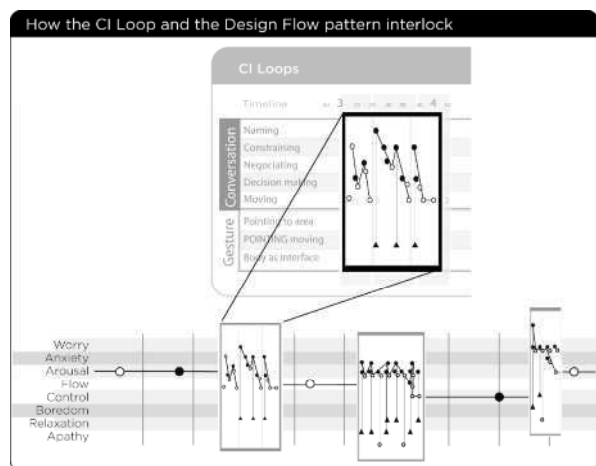 How the CI Loop and the Design Flow pattern interlock
CI Loops
Timeline 3 4
Conversation
Naming
Constraining
Negotiating
Decision making
Moving
Gesture
Pointing to area
POINTING moving
Body as interface
Worry
Anxiety
Arousal
Flow
Control
Boredom
Relaxation
Apathy